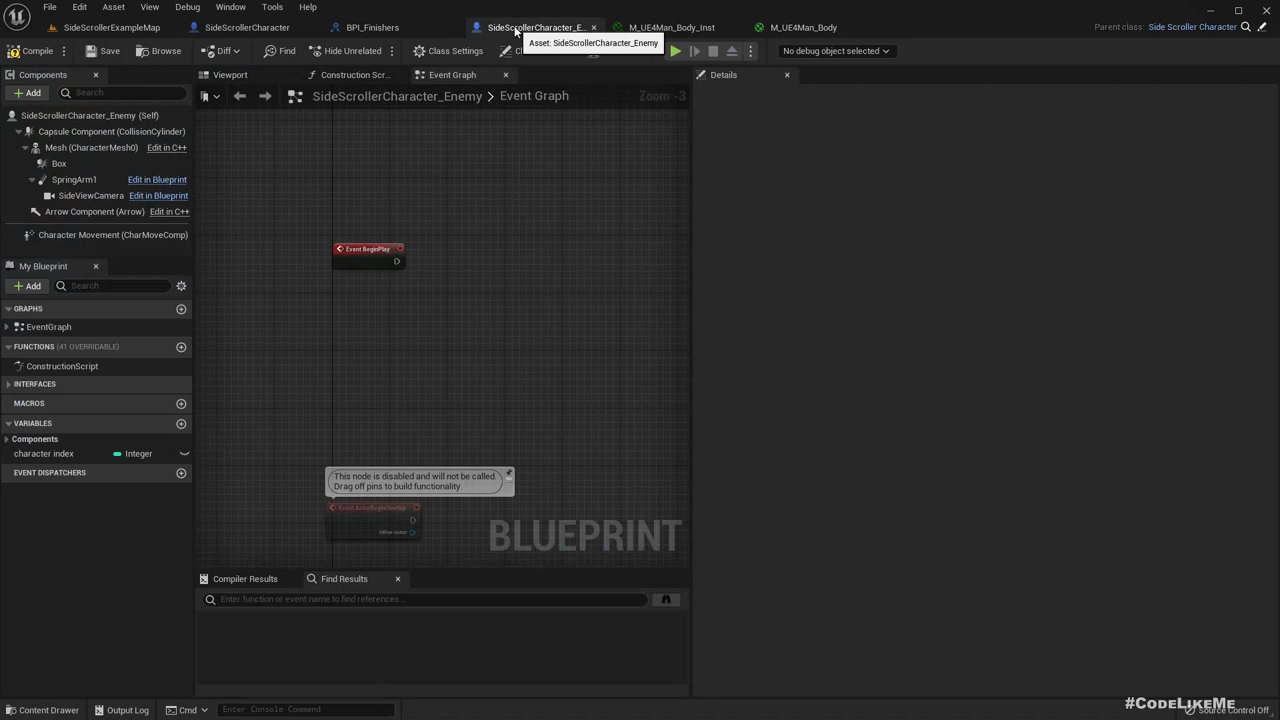 File Edit Asset View Debug Window Tools Help
SideScrollerExampleMap SideScrollerCharacter BPI_Finishers SideScrollerCharacter_E... M_UE4Man_Body_Inst M_UE4Man_Body Parent class: Side Scroller Character
Asset: SideScrollerCharacter_Enemy
Compile Save Browse Diff Find Hide Unrelated Class Settings No debug object selected
Components Viewport Construction Scr... Event Graph Details
Add Search
SideScrollerCharacter_Enemy > Event Graph Zoom -3
SideScrollerCharacter_Enemy (Self)
Capsule Component (CollisionCylinder)
Mesh (CharacterMesh0) Edit in C++
Box
SpringArm1 Edit in Blueprint
SideViewCamera Edit in Blueprint
Arrow Component (Arrow) Edit in C++
Character Movement (CharMoveComp)
Event BeginPlay
My Blueprint
Add Search
GRAPHS
EventGraph
FUNCTIONS (41 OVERRIDABLE)
ConstructionScript
INTERFACES
MACROS
VARIABLES
Components
character index Integer
EVENT DISPATCHERS
This node is disabled and will not be called.
Drag off pins to build functionality.
Event ActorBeginOverlap
Other Actor
BLUEPRINT
Compiler Results Find Results
Enter function or event name to find references...
#CodeLikeMe
Content Drawer Output Log Cmd Enter Console Command Source Control Off